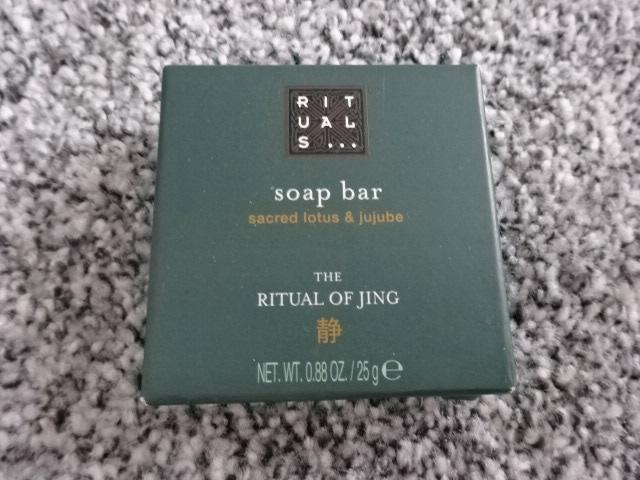 RIT
UAL
S...
soap bar
sacred lotus & jujube
THE
RITUAL OF JING
静
NET. WT. 0.88 OZ. / 25 g ℮